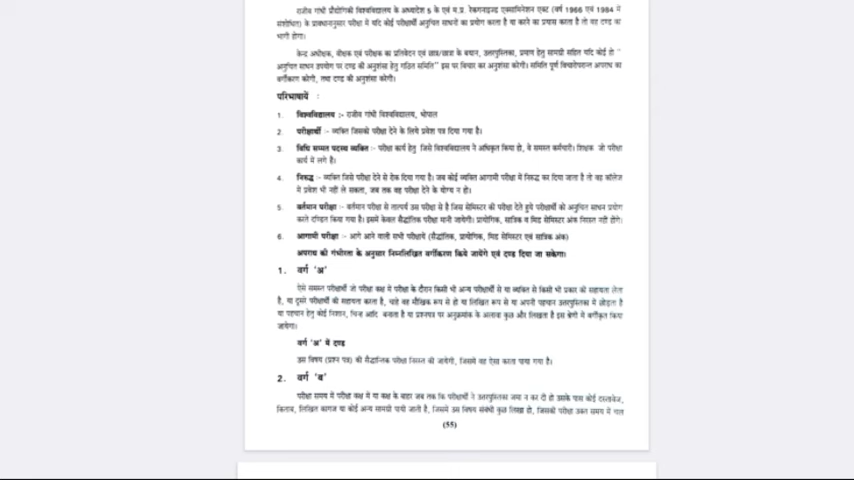 राजीव गांधी प्रौद्योगिकी विश्वविद्यालय के अध्यादेश 5 के एवं म.प्र. रेकगनाइज्ड एक्सामिनेशन एक्ट (वर्ष 1966 एवं 1984 में
संशोधित) के प्रावधानानुसार परीक्षा में यदि कोई परीक्षार्थी अनुचित साधनों का प्रयोग करता है या करने का प्रयास करता है तो वह दण्ड का
भागी होगा।
केन्द्र अधीक्षक, वीक्षक एवं परीक्षक का प्रतिवेदन एवं छात्र/छात्रा के बयान, उत्तरपुस्तिका, प्रमाण हेतु सामग्री सहित यदि कोई हो "
अनुचित साधन उपयोग पर दण्ड की अनुशंसा हेतु गठित समिति" इस पर विचार कर अनुशंसा करेगी। समिति पूर्ण विचारोपरान्त अपराध का
वर्गीकरण करेगी, तथा दण्ड की अनुशंसा करेगी।
परिभाषायें :
1. विश्वविद्यालय :- राजीव गांधी विश्वविद्यालय, भोपाल
2. परीक्षार्थी :- व्यक्ति जिसको परीक्षा देने के लिये प्रवेश पत्र दिया गया है।
3. विधि सम्मत पदस्थ व्यक्ति :- परीक्षा कार्य हेतु जिसे विश्वविद्यालय ने अधिकृत किया हो, वे समस्त कर्मचारी/ शिक्षक जो परीक्षा
कार्य में लगे है।
4. निरूद्ध :- व्यक्ति जिसे परीक्षा देने से रोक दिया गया है। जब कोई व्यक्ति आगामी परीक्षा में निरूद्ध कर दिया जाता है तो वह कॉलेज
में प्रवेश भी नही ले सकता, जब तक वह परीक्षा देने के योग्य न हो।
5. वर्तमान परीक्षा :- वर्तमान परीक्षा से तात्पर्य उस परीक्षा से है जिस सेमिस्टर की परीक्षा देते हुये परीक्षार्थी को अनुचित साधन प्रयोग
करते दण्डित किया गया है। इसमें केवल सैद्धांतिक परीक्षा मानी जायेगी। प्रायोगिक, सात्रिक व मिड सेमिस्टर अंक निरस्त नहीं होंगे।
6. आगामी परीक्षा :- आगे आने वाली सभी परीक्षायें (सैद्धांतिक, प्रायोगिक, मिड सेमिस्टर एवं सात्रिक अंक)
अपराध की गंभीरता के अनुसार निम्नलिखित वर्गीकरण किये जायेंगे एवं दण्ड दिया जा सकेगा।
1. वर्ग 'अ'
ऐसे समस्त परीक्षार्थी जो परीक्षा कक्ष में परीक्षा के दौरान किसी भी अन्य परीक्षार्थी से या व्यक्ति से किसी भी प्रकार की सहायता लेता
है, या दूसरे परीक्षार्थी की सहायता करता है, चाहे वह मौखिक रूप से हो या लिखित रूप से या अपनी पहचान उत्तरपुस्तिका में छोड़ता है
या पहचान हेतु कोई निशान, चिन्ह आदि बनाता है या प्रश्नपत्र पर अनुक्रमांक के अलावा कुछ और लिखता है इस श्रेणी में वर्गीकृत किया
जायेगा।
वर्ग 'अ' में दण्ड
उस विषय (प्रश्न पत्र) की सैद्धान्तिक परीक्षा निरस्त की जायेगी, जिसमें वह ऐसा करता पाया गया है।
2. वर्ग 'ब'
परीक्षा समय में परीक्षा कक्ष में या कक्ष के बाहर जब तक कि परीक्षार्थी ने उत्तरपुस्तिका जमा न कर दी हो उसके पास कोई दस्तावेज,
किताब, लिखित कागज या कोई अन्य सामग्री पायी जाती है, जिसमें उस विषय संबंधी कुछ लिखा हो, जिसकी परीक्षा उक्त समय में चल
(55)